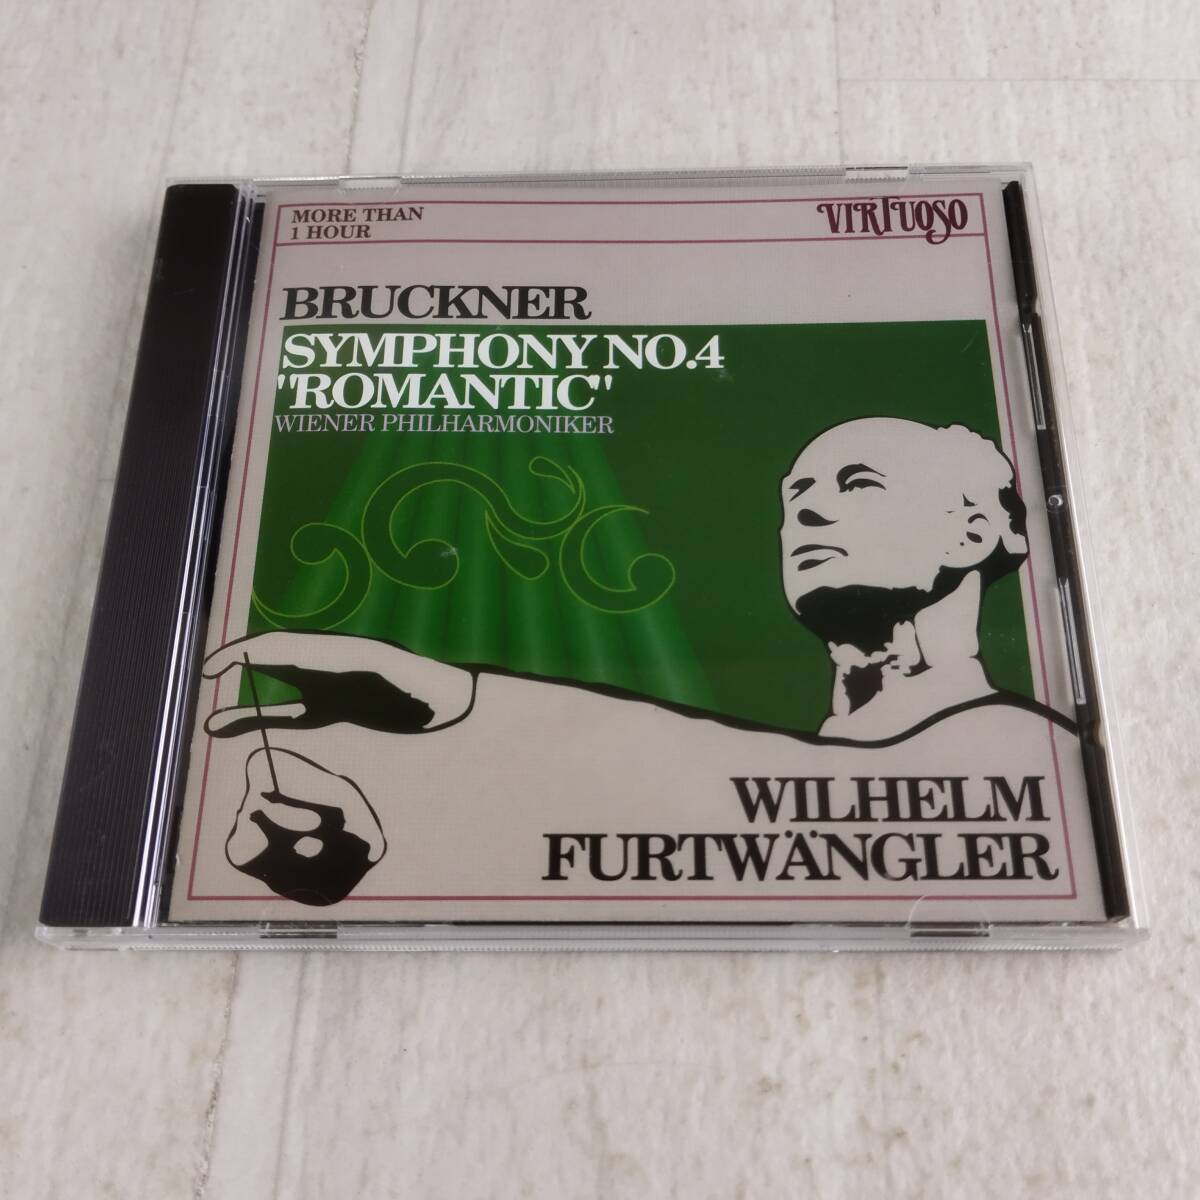 MORE THAN
1 HOUR
VIRTUOSO
BRUCKNER
SYMPHONY NO.4
"ROMANTIC"
WIENER PHILHARMONIKER
WILHELM
FURTWÄNGLER